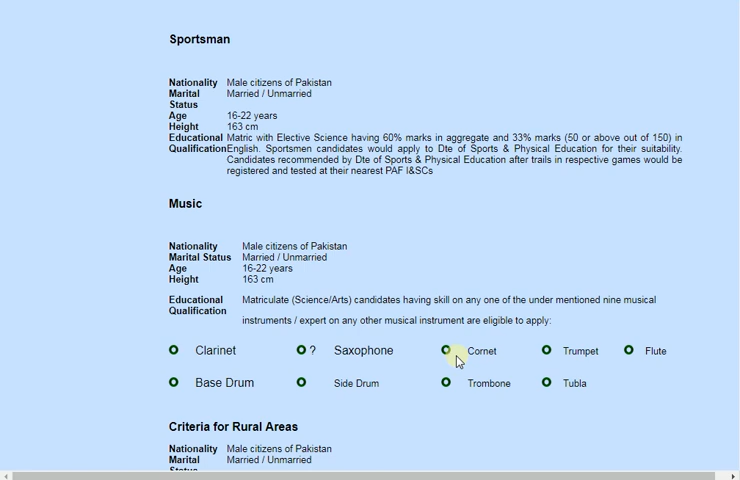 Sportsman
Nationality Male citizens of Pakistan
Marital Married / Unmarried
Status
Age 16-22 years
Height 163 cm
Educational Matric with Elective Science having 60% marks in aggregate and 33% marks (50 or above out of 150) in
Qualification English. Sportsmen candidates would apply to Dte of Sports & Physical Education for their suitability.
Candidates recommended by Dte of Sports & Physical Education after trails in respective games would be
registered and tested at their nearest PAF I&SCs
Music
Nationality Male citizens of Pakistan
Marital Status Married / Unmarried
Age 16-22 years
Height 163 cm
Educational Matriculate (Science/Arts) candidates having skill on any one of the under mentioned nine musical
Qualification
instruments / expert on any other musical instrument are eligible to apply:
Clarinet ? Saxophone Cornet Trumpet Flute
Base Drum Side Drum Trombone Tubla
Criteria for Rural Areas
Nationality Male citizens of Pakistan
Marital Married / Unmarried
Status